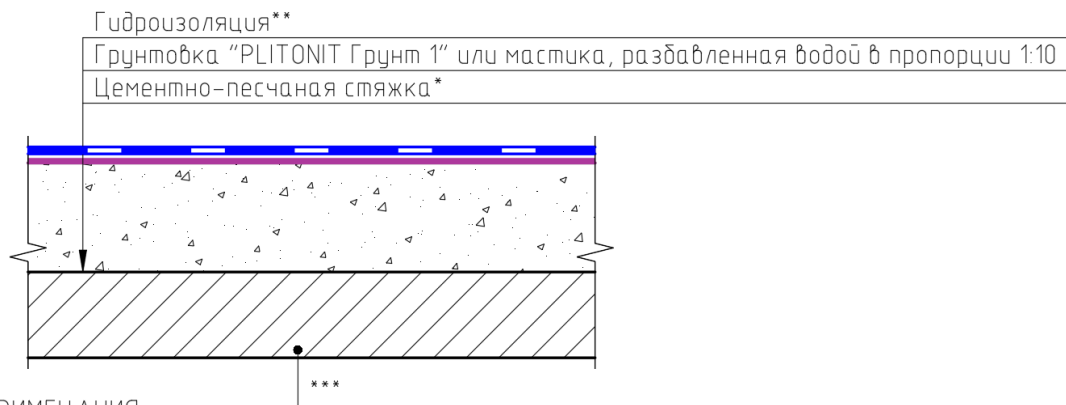 Гидроизоляция**
Грунтовка "PLITONIT Грунт 1" или мастика, разбавленная водой в пропорции 1:10
Цементно-песчаная стяжка*
***